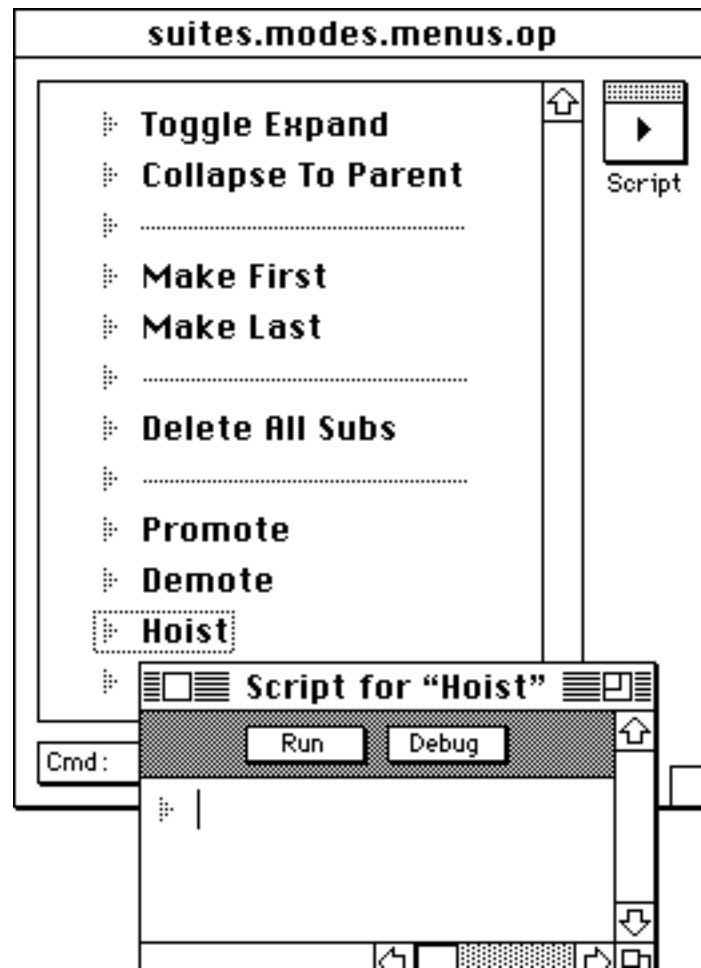 suites.modes.menus.op
Toggle Expand
Collapse To Parent
Script
Make First
Make Last
Delete All Subs
Promote
Demote
Hoist
Script for “Hoist”
Run
Debug
Cmd: